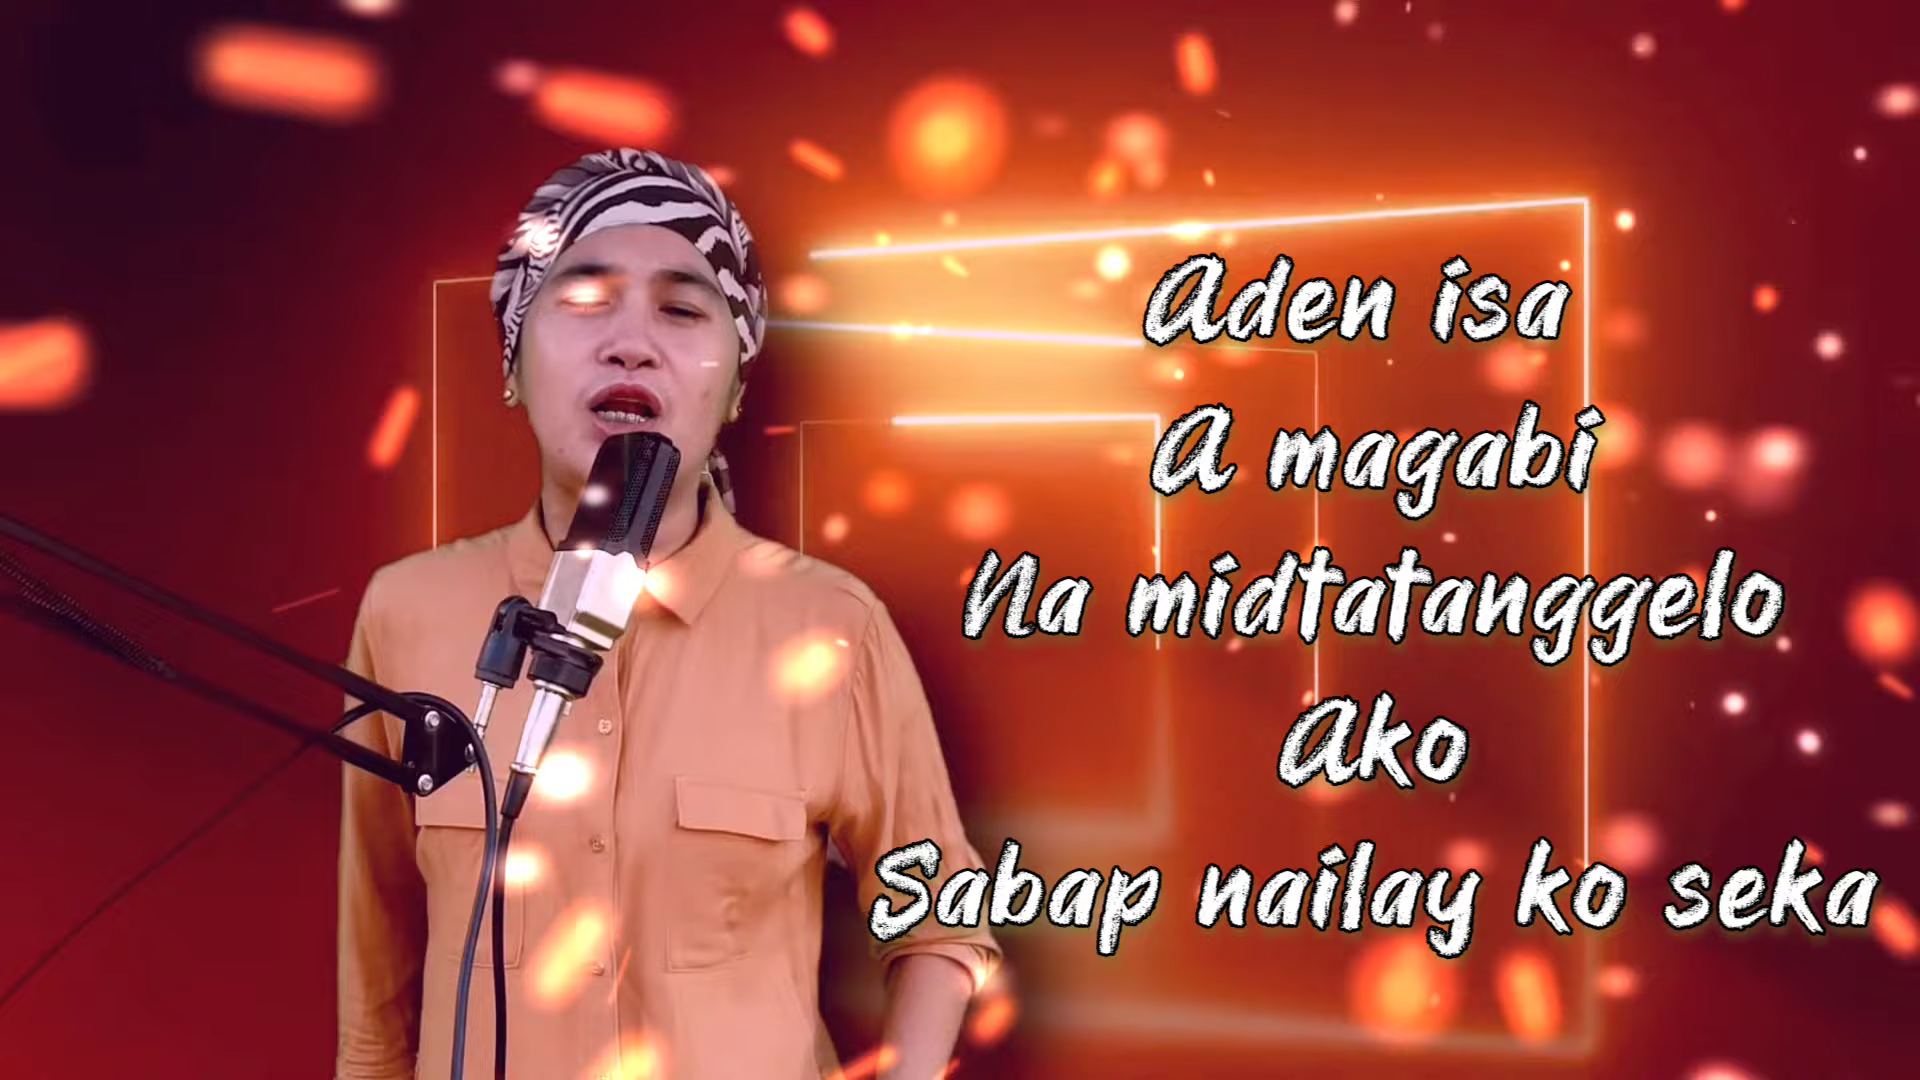 Aden isa
A magabi
Na midtatanggelo
Ako
Sabap nailay ko seka